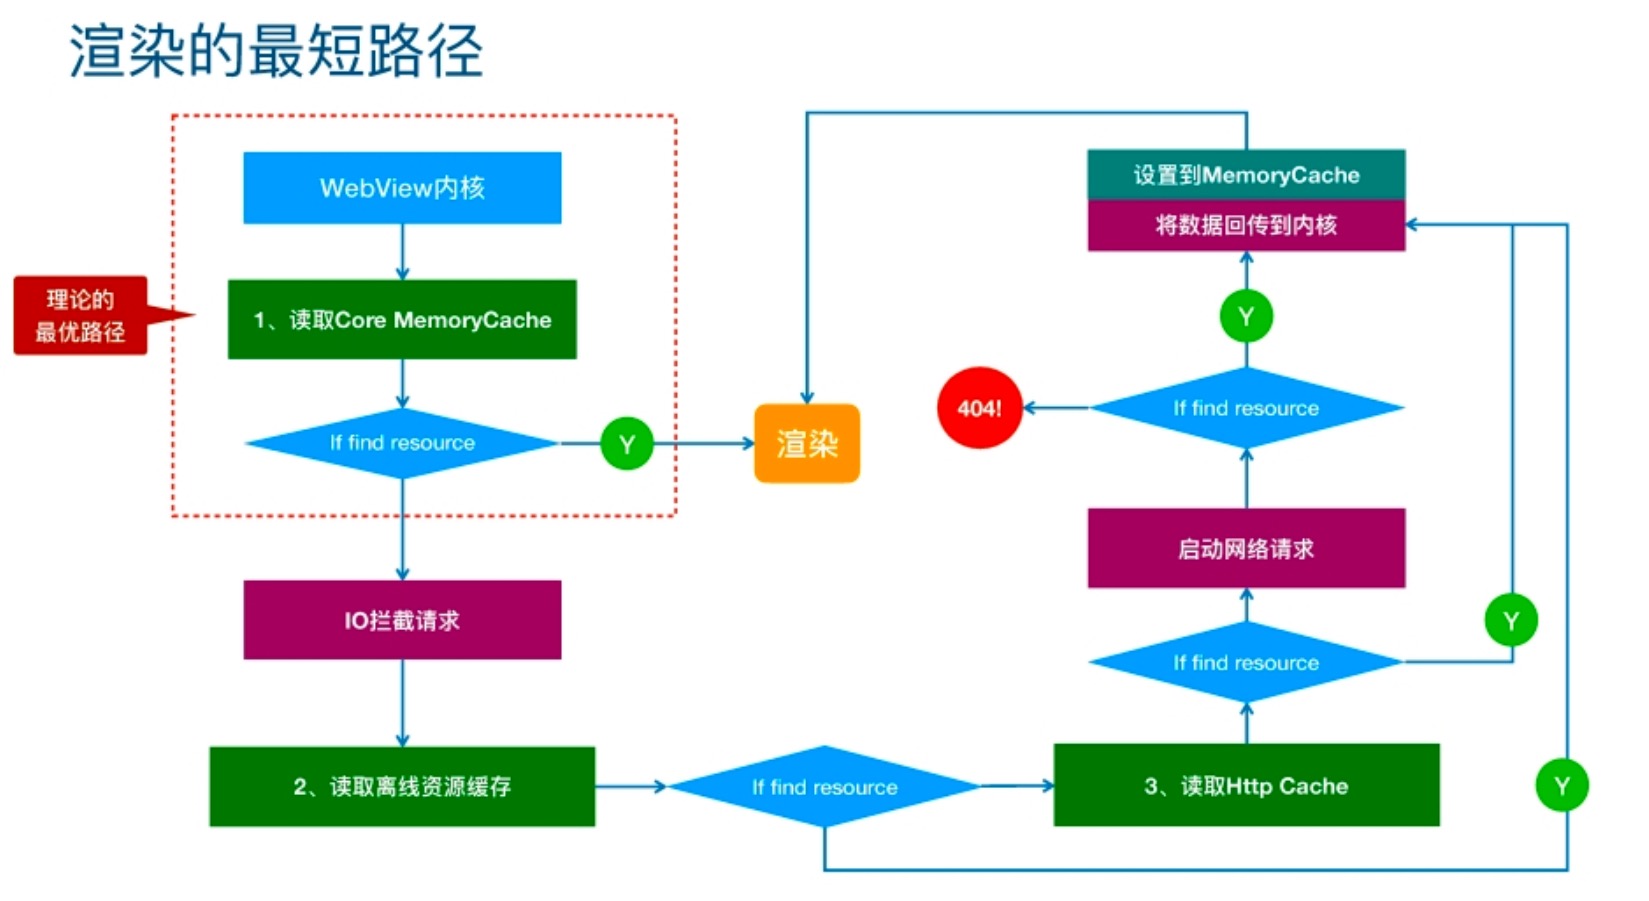 渲染的最短路径
WebView内核
理论的
最优路径
1、读取Core MemoryCache
If find resource
Y
渲染
IO拦截请求
2、读取离线资源缓存
If find resource
3、读取Http Cache
If find resource
Y
Y
启动网络请求
If find resource
404!
Y
设置到MemoryCache
将数据回传到内核